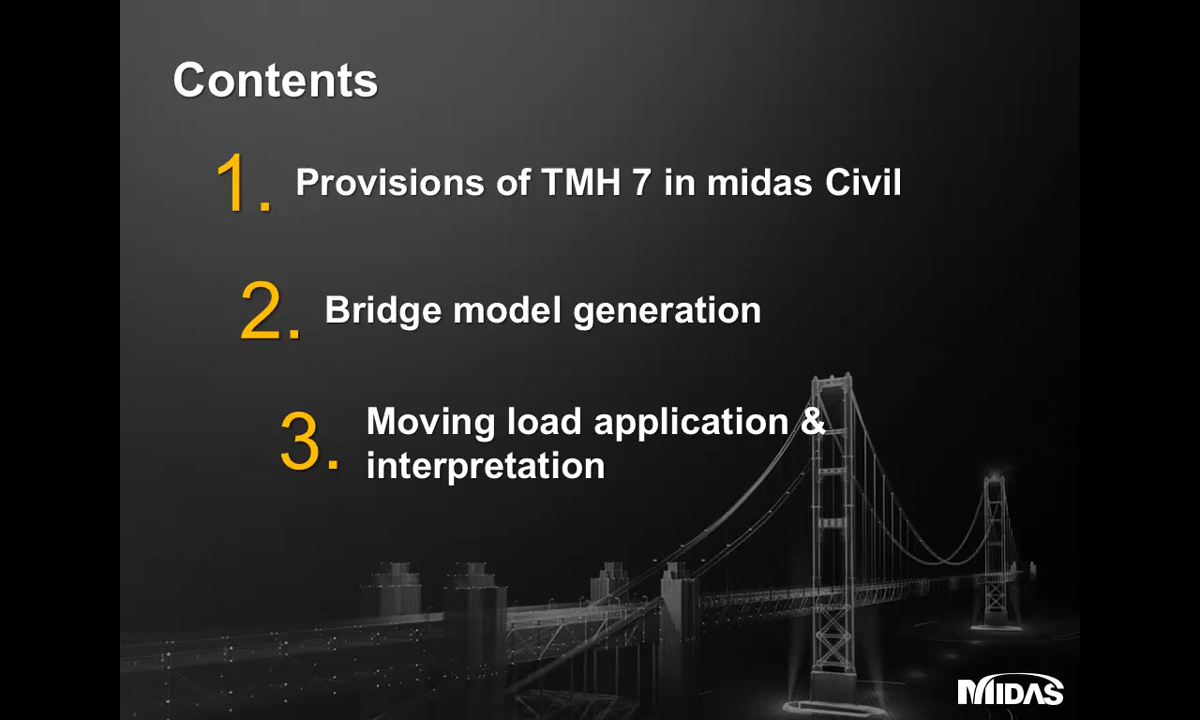 Contents
1. Provisions of TMH 7 in midas Civil
2. Bridge model generation
3. Moving load application &
interpretation
MIDAS